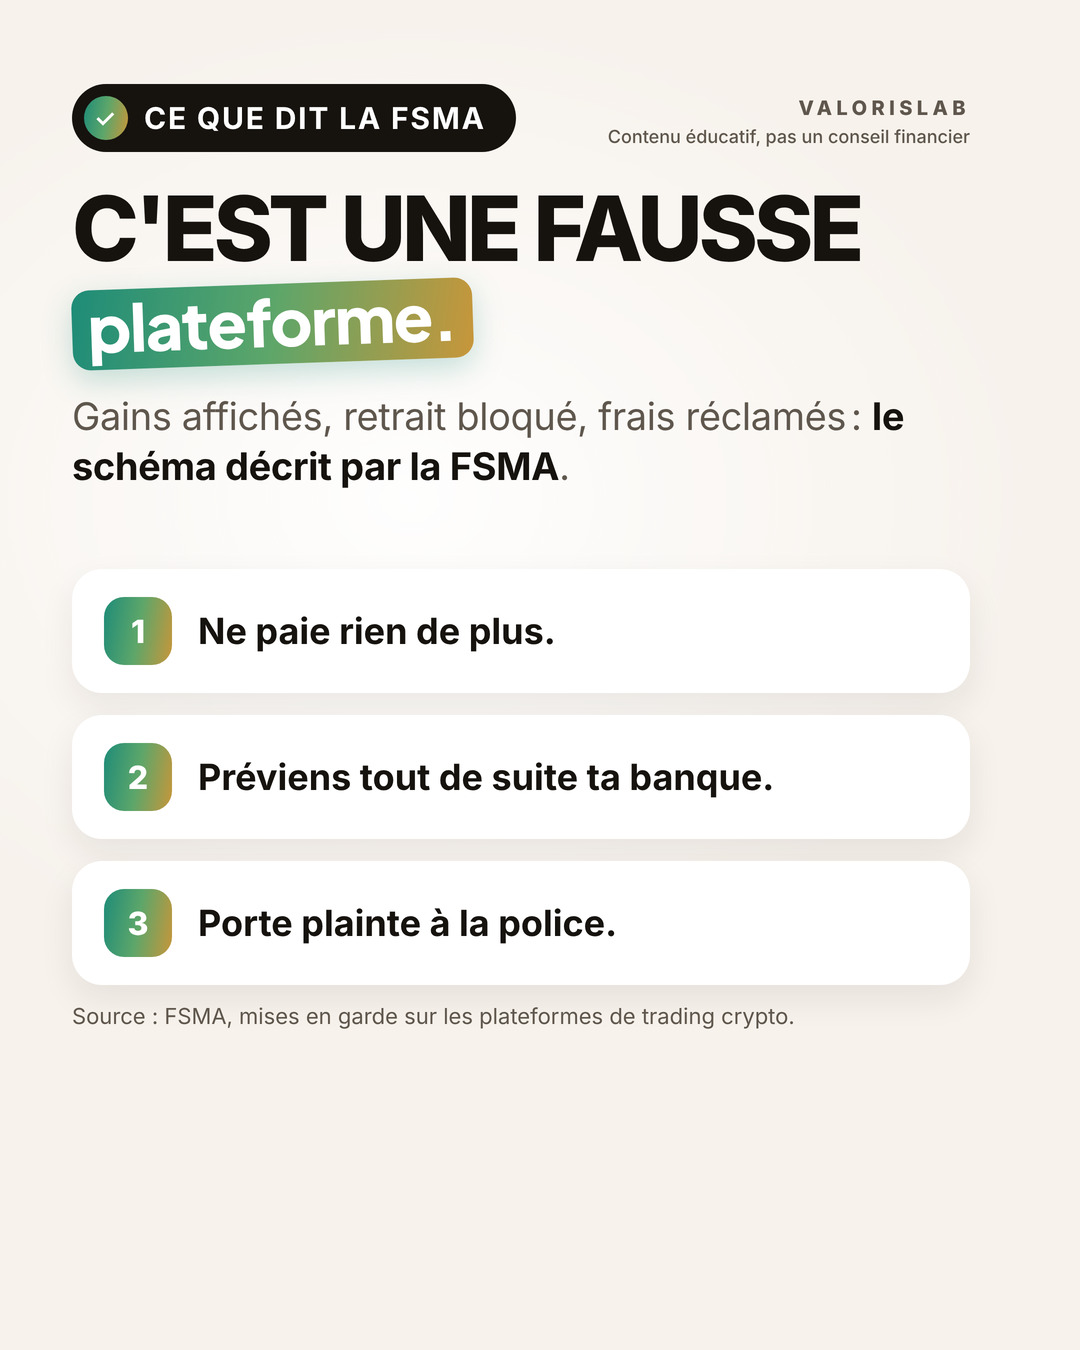 CE QUE DIT LA FSMA
VALORISLAB
Contenu éducatif, pas un conseil financier
C'EST UNE FAUSSE
plateforme.
Gains affichés, retrait bloqué, frais réclamés : le
schéma décrit par la FSMA.
1 Ne paie rien de plus.
2 Préviens tout de suite ta banque.
3 Porte plainte à la police.
Source : FSMA, mises en garde sur les plateformes de trading crypto.